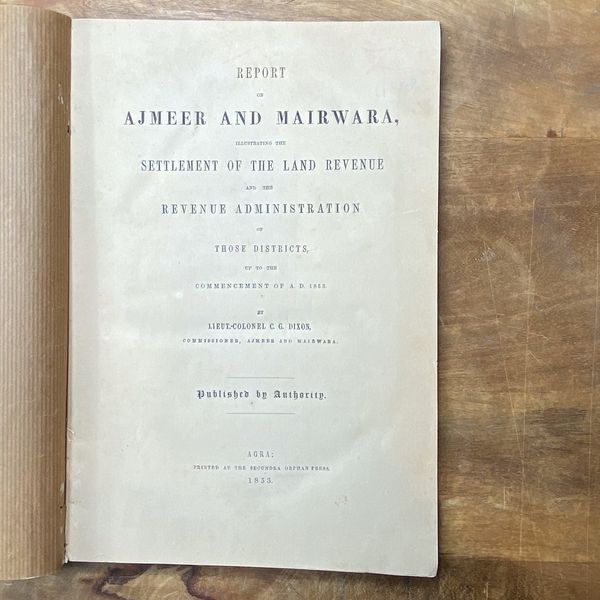 REPORT
ON
AJMEER AND MAIRWARA,
ILLUSTRATING THE
SETTLEMENT OF THE LAND REVENUE
AND THE
REVENUE ADMINISTRATION
OF
THOSE DISTRICTS,
UP TO THE
COMMENCEMENT OF A. D. 1853.
BY
LIEUT.-COLONEL C. G. DIXON,
COMMISSIONER, AJMEER AND MAIRWARA.
Published by Authority.
AGRA:
PRINTED AT THE SECUNDRA ORPHAN PRESS.
1853.